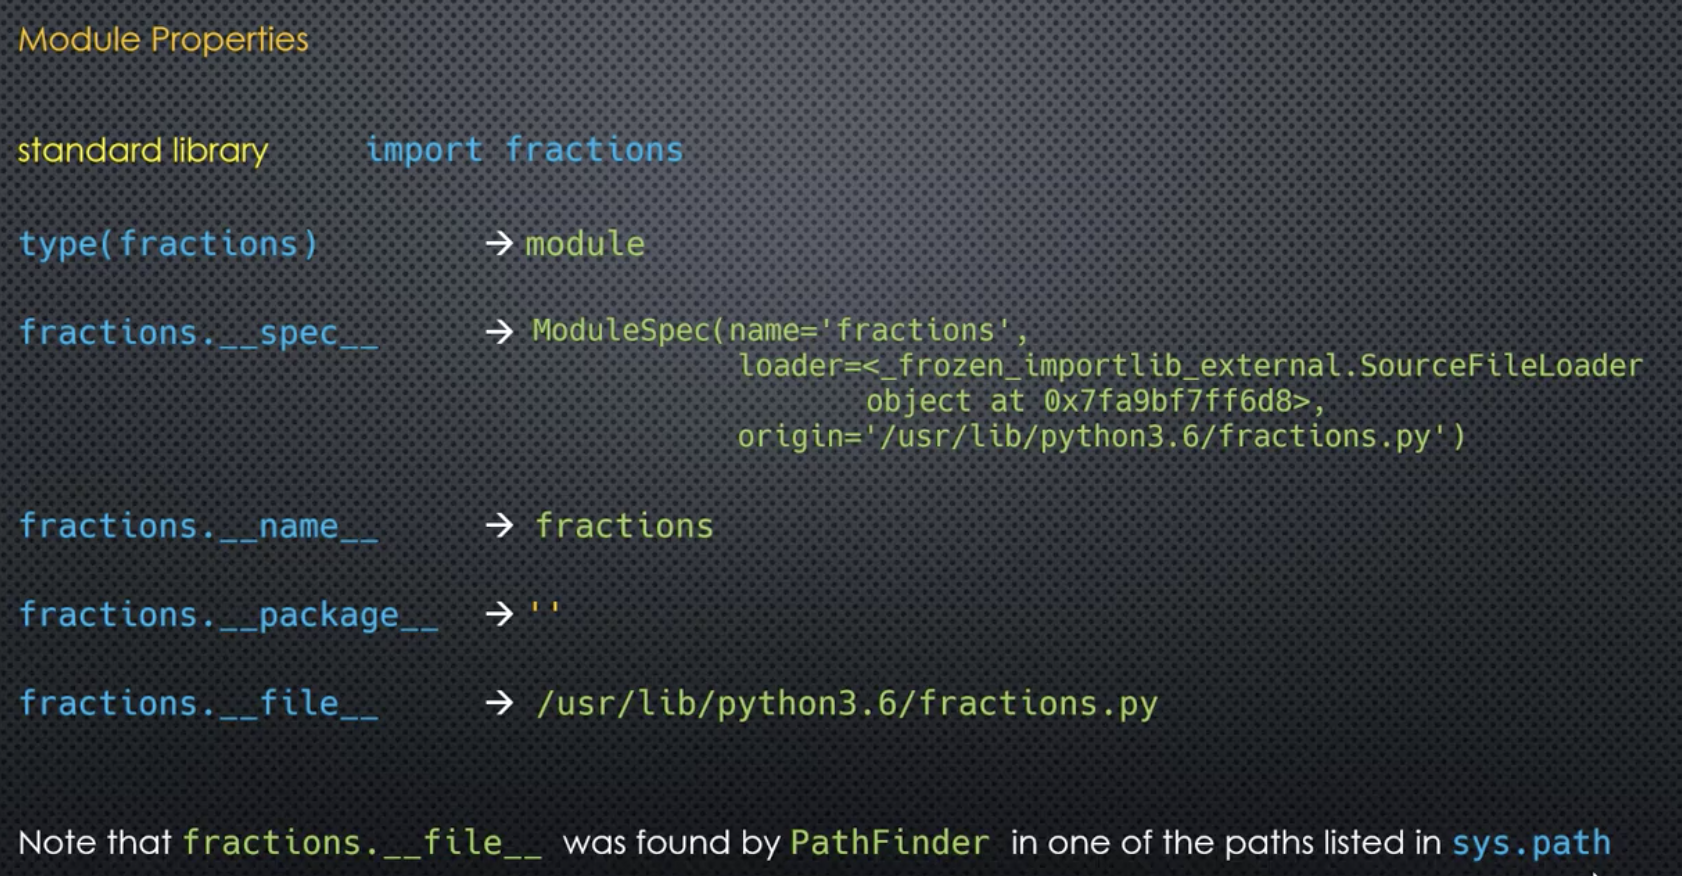 Module Properties
standard library import fractions
type(fractions) → module
fractions.__spec__ → ModuleSpec(name='fractions',
loader=<_frozen_importlib_external.SourceFileLoader
object at 0x7fa9bf7ff6d8>,
origin='/usr/lib/python3.6/fractions.py')
fractions.__name__ → fractions
fractions.__package__ → ''
fractions.__file__ → /usr/lib/python3.6/fractions.py
Note that fractions.__file__ was found by PathFinder in one of the paths listed in sys.path